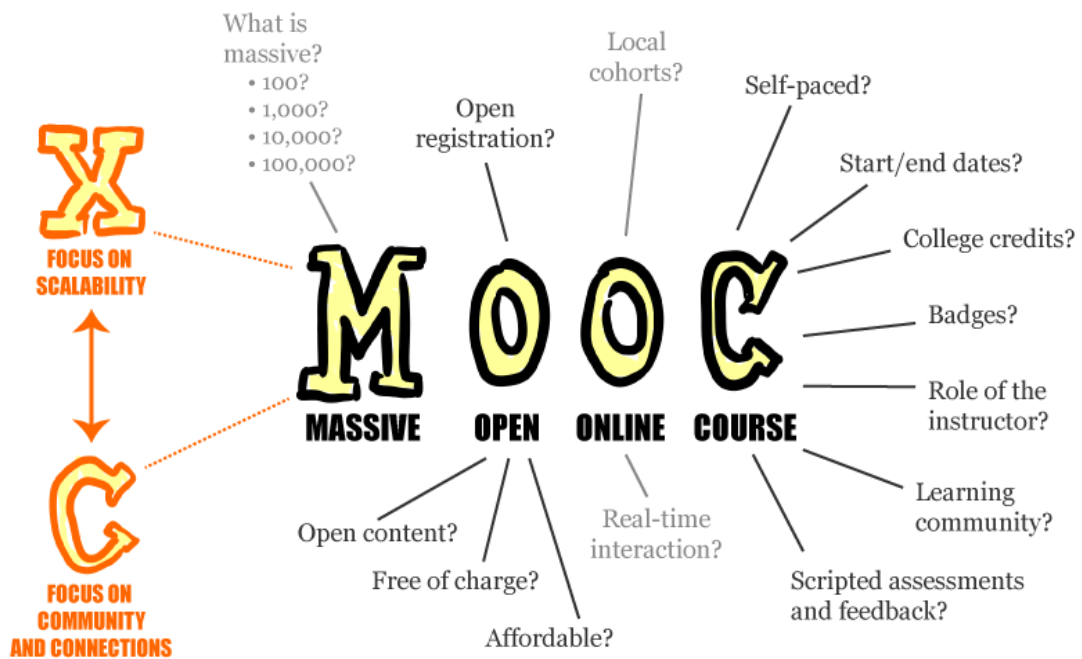 What is
massive?
• 100?
• 1,000?
• 10,000?
• 100,000?
Open
registration?
Local
cohorts?
Self-paced?
Start/end dates?
College credits?
Badges?
Role of the
instructor?
Learning
community?
Scripted assessments
and feedback?
X
FOCUS ON
SCALABILITY
C
FOCUS ON
COMMUNITY
AND CONNECTIONS
MOOC
MASSIVE OPEN ONLINE COURSE
Open content?
Free of charge?
Affordable?
Real-time
interaction?